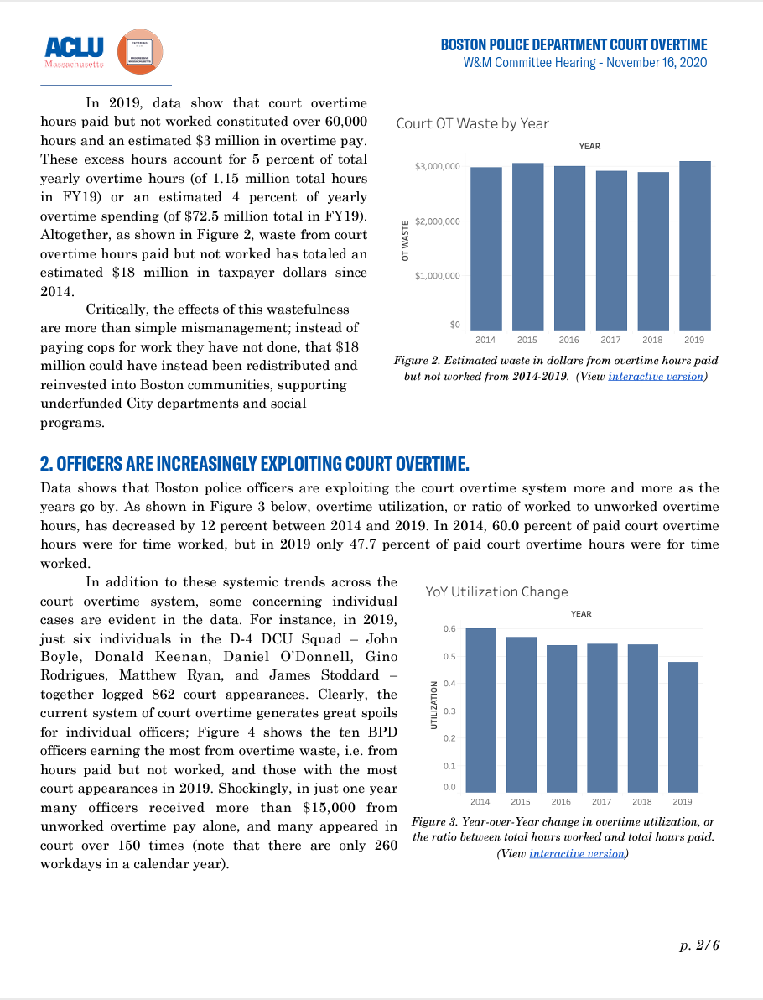 ACLU
Massachusetts
BOSTON POLICE DEPARTMENT COURT OVERTIME
W&M Committee Hearing - November 16, 2020
In 2019, data show that court overtime
hours paid but not worked constituted over 60,000
hours and an estimated $3 million in overtime pay.
These excess hours account for 5 percent of total
yearly overtime hours (of 1.15 million total hours
in FY19) or an estimated 4 percent of yearly
overtime spending (of $72.5 million total in FY19).
Altogether, as shown in Figure 2, waste from court
overtime hours paid but not worked has totaled an
estimated $18 million in taxpayer dollars since
2014.
Critically, the effects of this wastefulness
are more than simple mismanagement; instead of
paying cops for work they have not done, that $18
million could have instead been redistributed and
reinvested into Boston communities, supporting
underfunded City departments and social
programs.
Court OT Waste by Year
YEAR
$3,000,000
$2,000,000
$1,000,000
$0
OT WASTE
2014 2015 2016 2017 2018 2019
Figure 2. Estimated waste in dollars from overtime hours paid
but not worked from 2014-2019. (View interactive version)
2. OFFICERS ARE INCREASINGLY EXPLOITING COURT OVERTIME.
Data shows that Boston police officers are exploiting the court overtime system more and more as the
years go by. As shown in Figure 3 below, overtime utilization, or ratio of worked to unworked overtime
hours, has decreased by 12 percent between 2014 and 2019. In 2014, 60.0 percent of paid court overtime
hours were for time worked, but in 2019 only 47.7 percent of paid court overtime hours were for time
worked.
In addition to these systemic trends across the
court overtime system, some concerning individual
cases are evident in the data. For instance, in 2019,
just six individuals in the D-4 DCU Squad – John
Boyle, Donald Keenan, Daniel O'Donnell, Gino
Rodrigues, Matthew Ryan, and James Stoddard –
together logged 862 court appearances. Clearly, the
current system of court overtime generates great spoils
for individual officers; Figure 4 shows the ten BPD
officers earning the most from overtime waste, i.e. from
hours paid but not worked, and those with the most
court appearances in 2019. Shockingly, in just one year
many officers received more than $15,000 from
unworked overtime pay alone, and many appeared in
court over 150 times (note that there are only 260
workdays in a calendar year).
YoY Utilization Change
YEAR
0.6
0.5
0.4
0.3
0.2
0.1
0.0
UTILIZATION
2014 2015 2016 2017 2018 2019
Figure 3. Year-over-Year change in overtime utilization, or
the ratio between total hours worked and total hours paid.
(View interactive version)
p. 2/6